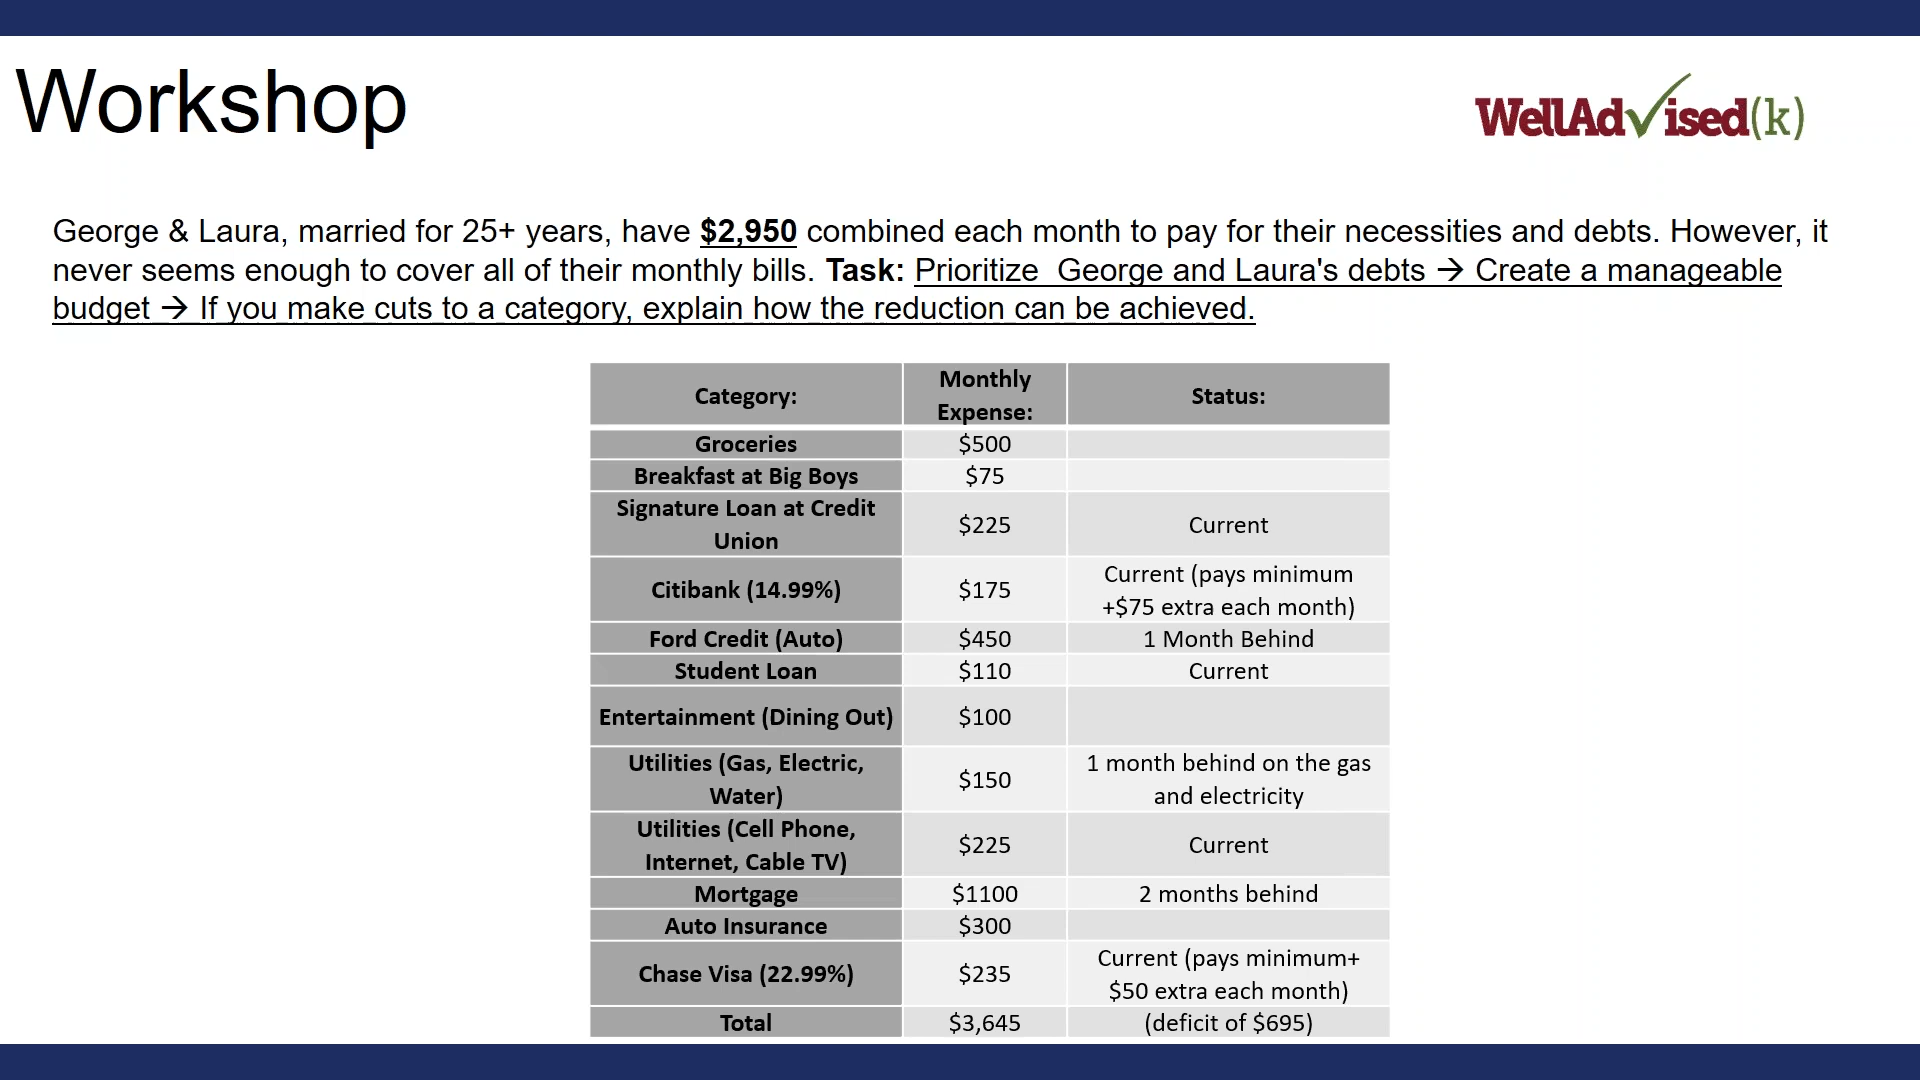 Workshop
WellAdvised(k)
George & Laura, married for 25+ years, have $2,950 combined each month to pay for their necessities and debts. However, it
never seems enough to cover all of their monthly bills. Task: Prioritize  George and Laura's debts → Create a manageable
budget → If you make cuts to a category, explain how the reduction can be achieved.
Category: Monthly Expense: Status:
Groceries $500
Breakfast at Big Boys $75
Signature Loan at Credit Union $225 Current
Citibank (14.99%) $175 Current (pays minimum +$75 extra each month)
Ford Credit (Auto) $450 1 Month Behind
Student Loan $110 Current
Entertainment (Dining Out) $100
Utilities (Gas, Electric, Water) $150 1 month behind on the gas and electricity
Utilities (Cell Phone, Internet, Cable TV) $225 Current
Mortgage $1100 2 months behind
Auto Insurance $300
Chase Visa (22.99%) $235 Current (pays minimum+ $50 extra each month)
Total $3,645 (deficit of $695)